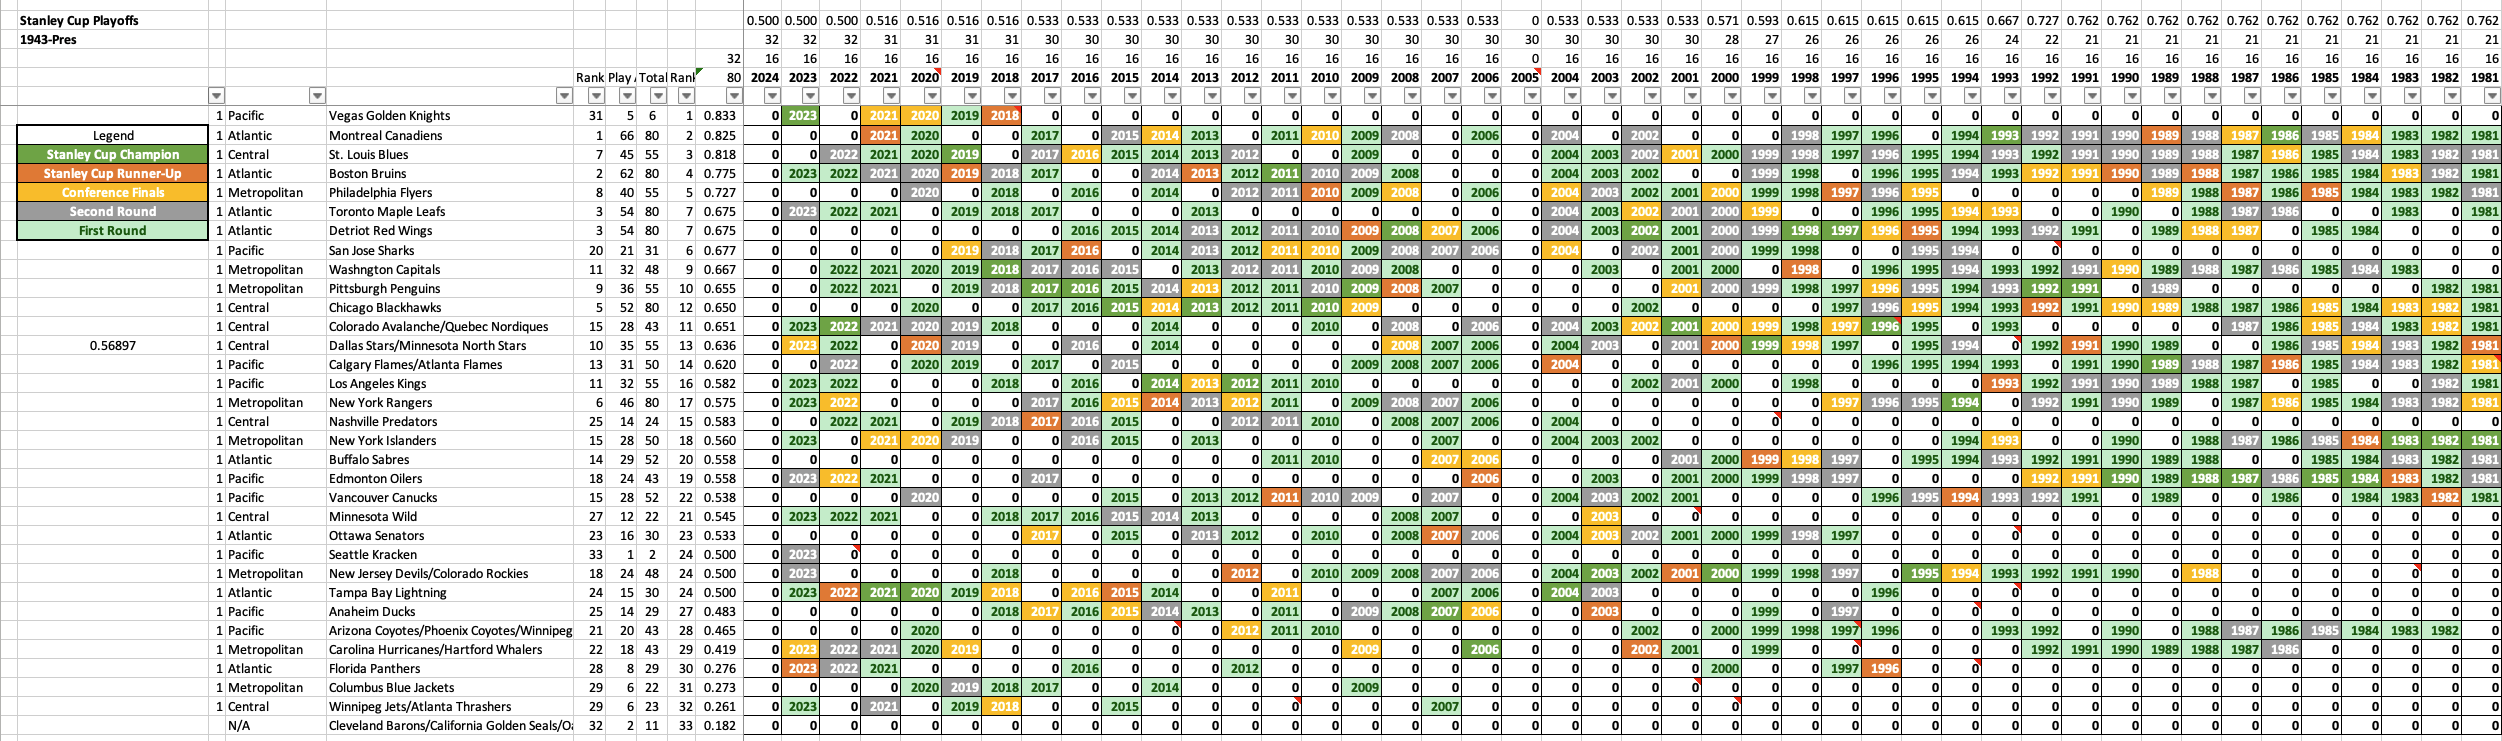 Stanley Cup Playoffs 0.500 0.500 0.500 0.516 0.516 0.516 0.516 0.533 0.533 0.533 0.533 0.533 0.533 0.533 0.533 0.533 0.533 0.533 0.533 0 0.533 0.533 0.533 0.533 0.571 0.593 0.615 0.615 0.615 0.615 0.615 0.667 0.727 0.762 0.762 0.762 0.762 0.762 0.762 0.762 0.762 0.762 0.762 0.762
1943-Pres 32 32 32 31 31 31 31 30 30 30 30 30 30 30 30 30 30 30 30 30 30 30 30 30 28 27 26 26 26 26 26 24 22 21 21 21 21 21 21 21 21 21 21 21
32 16 16 16 16 16 16 16 16 16 16 16 16 16 16 16 16 16 16 16 0 16 16 16 16 16 16 16 16 16 16 16 16 16 16 16 16 16 16 16 16 16 16 16 16
Rank Play Total Rank 80 2024 2023 2022 2021 2020 2019 2018 2017 2016 2015 2014 2013 2012 2011 2010 2009 2008 2007 2006 2005 2004 2003 2002 2001 2000 1999 1998 1997 1996 1995 1994 1993 1992 1991 1990 1989 1988 1987 1986 1985 1984 1983 1982 1981
1 Pacific Vegas Golden Knights 31 5 6 1 0.833 0 2023 0 2021 2020 2019 2018 0 0 0 0 0 0 0 0 0 0 0 0 0 0 0 0 0 0 0 0 0 0 0 0 0 0 0 0 0 0 0 0 0 0 0 0 0
Legend 1 Atlantic Montreal Canadiens 1 66 80 2 0.825 0 0 0 2021 2020 0 0 2017 0 2015 2014 2013 0 2011 2010 2009 2008 0 2006 0 2004 0 2002 0 0 0 1998 1997 1996 0 1994 1993 1992 1991 1990 1989 1988 1987 1986 1985 1984 1983 1982 1981
Stanley Cup Champion 1 Central St. Louis Blues 7 45 55 3 0.818 0 0 2022 2021 2020 2019 0 2017 2016 2015 2014 2013 2012 0 0 2009 0 0 0 0 2004 2003 2002 2001 2000 1999 1998 1997 1996 1995 1994 1993 1992 1991 1990 1989 1988 1987 1986 1985 1984 1983 1982 1981
Stanley Cup Runner-Up 1 Atlantic Boston Bruins 2 62 80 4 0.775 0 2023 2022 2021 2020 2019 2018 2017 0 0 2014 2013 2012 2011 2010 2009 2008 0 0 0 2004 2003 2002 0 0 1999 1998 0 1996 1995 1994 1993 1992 1991 1990 1989 1988 1987 1986 1985 1984 1983 1982 1981
Conference Finals 1 Metropolitan Philadelphia Flyers 8 40 55 5 0.727 0 0 0 0 2020 0 2018 0 2016 0 2014 0 2012 2011 2010 2009 2008 0 2006 0 2004 2003 2002 2001 2000 1999 1998 1997 1996 1995 0 0 0 0 0 1989 1988 1987 1986 1985 1984 1983 1982 1981
Second Round 1 Atlantic Toronto Maple Leafs 3 54 80 7 0.675 0 2023 2022 2021 0 2019 2018 2017 0 0 0 2013 0 0 0 0 0 0 0 0 2004 2003 2002 2001 2000 1999 0 0 1996 1995 1994 1993 0 0 1990 0 1988 1987 1986 0 0 1983 0 1981
First Round 1 Atlantic Detriot Red Wings 3 54 80 7 0.675 0 0 0 0 0 0 0 0 2016 2015 2014 2013 2012 2011 2010 2009 2008 2007 2006 0 2004 2003 2002 2001 2000 1999 1998 1997 1996 1995 1994 1993 1992 1991 0 1989 1988 1987 0 1985 1984 0 0 0
1 Pacific San Jose Sharks 20 21 31 6 0.677 0 0 0 0 0 2019 2018 2017 2016 0 2014 2013 2012 2011 2010 2009 2008 2007 2006 0 2004 0 2002 2001 2000 1999 1998 0 0 1995 1994 0 0 0 0 0 0 0 0 0 0 0 0 0
1 Metropolitan Washngton Capitals 11 32 48 9 0.667 0 0 2022 2021 2020 2019 2018 2017 2016 2015 0 2013 2012 2011 2010 2009 2008 0 0 0 0 2003 0 2001 2000 0 1998 0 1996 1995 1994 1993 1992 1991 1990 1989 1988 1987 1986 1985 1984 1983 0 0
1 Metropolitan Pittsburgh Penguins 9 36 55 10 0.655 0 0 2022 2021 0 2019 2018 2017 2016 2015 2014 2013 2012 2011 2010 2009 2008 2007 0 0 0 0 0 2001 2000 1999 1998 1997 1996 1995 1994 1993 1992 1991 0 1989 0 0 0 0 0 0 1982 1981
1 Central Chicago Blackhawks 5 52 80 12 0.650 0 0 0 0 2020 0 0 2017 2016 2015 2014 2013 2012 2011 2010 2009 0 0 0 0 0 0 2002 0 0 0 0 1997 1996 1995 1994 1993 1992 1991 1990 1989 1988 1987 1986 1985 1984 1983 1982 1981
1 Central Colorado Avalanche/Quebec Nordiques 15 28 43 11 0.651 0 2023 2022 2021 2020 2019 2018 0 0 0 2014 0 0 0 2010 0 2008 0 2006 0 2004 2003 2002 2001 2000 1999 1998 1997 1996 1995 0 1993 0 0 0 0 0 1987 1986 1985 1984 1983 1982 1981
0.56897 1 Central Dallas Stars/Minnesota North Stars 10 35 55 13 0.636 0 2023 2022 0 2020 2019 0 0 2016 0 2014 0 0 0 0 0 2008 2007 2006 0 2004 2003 0 2001 2000 1999 1998 1997 0 1995 1994 0 1992 1991 1990 1989 0 0 1986 1985 1984 1983 1982 1981
1 Pacific Calgary Flames/Atlanta Flames 13 31 50 14 0.620 0 0 2022 0 2020 2019 0 2017 0 2015 0 0 0 0 0 2009 2008 2007 2006 0 2004 0 0 0 0 0 0 0 1996 1995 1994 1993 0 1991 1990 1989 1988 1987 1986 1985 1984 1983 1982 1981
1 Pacific Los Angeles Kings 11 32 55 16 0.582 0 2023 2022 0 0 0 2018 0 2016 0 2014 2013 2012 2011 2010 0 0 0 0 0 0 0 2002 2001 2000 0 1998 0 0 0 0 1993 1992 1991 1990 1989 1988 1987 0 1985 0 0 1982 1981
1 Metropolitan New York Rangers 6 46 80 17 0.575 0 2023 2022 0 0 0 0 2017 2016 2015 2014 2013 2012 2011 0 2009 2008 2007 2006 0 0 0 0 0 0 0 0 1997 1996 1995 1994 0 1992 1991 1990 1989 0 1987 1986 1985 1984 1983 1982 1981
1 Central Nashville Predators 25 14 24 15 0.583 0 0 2022 2021 0 2019 2018 2017 2016 2015 0 0 2012 2011 2010 0 2008 2007 2006 0 2004 0 0 0 0 0 0 0 0 0 0 0 0 0 0 0 0 0 0 0 0 0 0 0
1 Metropolitan New York Islanders 15 28 50 18 0.560 0 2023 0 2021 2020 2019 0 0 2016 2015 0 2013 0 0 0 0 0 2007 0 0 2004 2003 2002 0 0 0 0 0 0 0 1994 1993 0 0 1990 0 1988 1987 1986 1985 1984 1983 1982 1981
1 Atlantic Buffalo Sabres 14 29 52 20 0.558 0 0 0 0 0 0 0 0 0 0 0 0 0 2011 2010 0 0 2007 2006 0 0 0 0 2001 2000 1999 1998 1997 0 1995 1994 1993 1992 1991 1990 1989 1988 0 0 1985 1984 1983 1982 1981
1 Pacific Edmonton Oilers 18 24 43 19 0.558 0 2023 2022 2021 0 0 0 2017 0 0 0 0 0 0 0 0 0 0 2006 0 0 2003 0 2001 2000 1999 1998 1997 0 0 0 0 1992 1991 1990 1989 1988 1987 1986 1985 1984 1983 1982 1981
1 Pacific Vancouver Canucks 15 28 52 22 0.538 0 0 0 0 2020 0 0 0 0 2015 0 2013 2012 2011 2010 2009 0 2007 0 0 2004 2003 2002 2001 0 0 0 0 1996 1995 1994 1993 1992 1991 0 1989 0 0 1986 0 1984 1983 1982 1981
1 Central Minnesota Wild 27 12 22 21 0.545 0 2023 2022 2021 0 0 2018 2017 2016 2015 2014 2013 0 0 0 0 2008 2007 0 0 0 2003 0 0 0 0 0 0 0 0 0 0 0 0 0 0 0 0 0 0 0 0 0 0
1 Atlantic Ottawa Senators 23 16 30 23 0.533 0 0 0 0 0 0 0 2017 0 2015 0 2013 2012 0 2010 0 2008 2007 2006 0 2004 2003 2002 2001 2000 1999 1998 1997 0 0 0 0 0 0 0 0 0 0 0 0 0 0 0 0
1 Pacific Seattle Kracken 33 1 2 24 0.500 0 2023 0 0 0 0 0 0 0 0 0 0 0 0 0 0 0 0 0 0 0 0 0 0 0 0 0 0 0 0 0 0 0 0 0 0 0 0 0 0 0 0 0 0
1 Metropolitan New Jersey Devils/Colorado Rockies 18 24 48 24 0.500 0 2023 0 0 0 0 2018 0 0 0 0 0 2012 0 2010 2009 2008 2007 2006 0 2004 2003 2002 2001 2000 1999 1998 1997 0 1995 1994 1993 1992 1991 1990 0 1988 0 0 0 0 0 0 0
1 Atlantic Tampa Bay Lightning 24 15 30 24 0.500 0 2023 2022 2021 2020 2019 2018 0 2016 2015 2014 0 0 2011 0 0 0 2007 2006 0 2004 2003 0 0 0 0 0 0 1996 0 0 0 0 0 0 0 0 0 0 0 0 0 0 0
1 Pacific Anaheim Ducks 25 14 29 27 0.483 0 0 0 0 0 0 2018 2017 2016 2015 2014 2013 0 2011 0 2009 2008 2007 2006 0 0 2003 0 0 0 1999 0 1997 0 0 0 0 0 0 0 0 0 0 0 0 0 0 0 0
1 Pacific Arizona Coyotes/Phoenix Coyotes/Winnipeg 21 20 43 28 0.465 0 0 0 0 2020 0 0 0 0 0 0 0 2012 2011 2010 0 0 0 0 0 0 0 2002 0 2000 1999 1998 1997 1996 0 0 1993 1992 0 1990 0 1988 1987 1986 1985 1984 1983 1982 0
1 Metropolitan Carolina Hurricanes/Hartford Whalers 22 18 43 29 0.419 0 2023 2022 2021 2020 2019 0 0 0 0 0 0 0 0 0 2009 0 0 2006 0 0 0 2002 2001 0 1999 0 0 0 0 0 0 1992 1991 1990 1989 1988 1987 1986 0 0 0 0 0
1 Atlantic Florida Panthers 28 8 29 30 0.276 0 2023 2022 2021 0 0 0 0 2016 0 0 0 2012 0 0 0 0 0 0 0 0 0 0 0 2000 0 0 1997 1996 0 0 0 0 0 0 0 0 0 0 0 0 0 0 0
1 Metropolitan Columbus Blue Jackets 29 6 22 31 0.273 0 0 0 0 2020 2019 2018 2017 0 0 2014 0 0 0 0 2009 0 0 0 0 0 0 0 0 0 0 0 0 0 0 0 0 0 0 0 0 0 0 0 0 0 0 0 0
1 Central Winnipeg Jets/Atlanta Thrashers 29 6 23 32 0.261 0 2023 0 2021 0 2019 2018 0 0 2015 0 0 0 0 0 0 0 2007 0 0 0 0 0 0 0 0 0 0 0 0 0 0 0 0 0 0 0 0 0 0 0 0 0 0
N/A Cleveland Barons/California Golden Seals/Oa 32 2 11 33 0.182 0 0 0 0 0 0 0 0 0 0 0 0 0 0 0 0 0 0 0 0 0 0 0 0 0 0 0 0 0 0 0 0 0 0 0 0 0 0 0 0 0 0 0 0